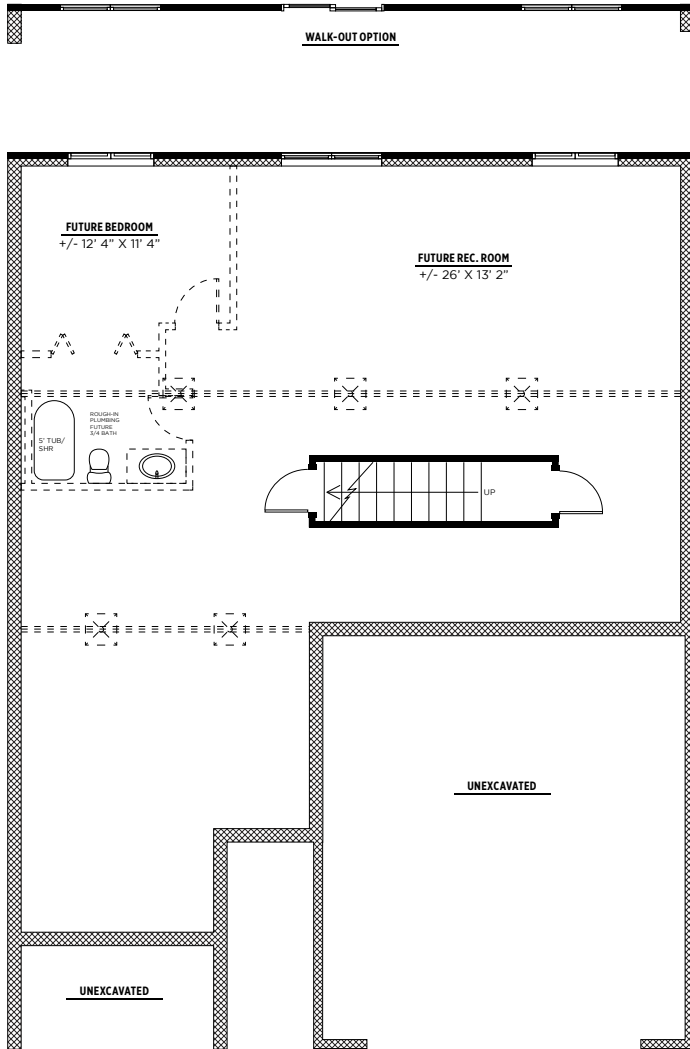 WALK-OUT OPTION
FUTURE BEDROOM
+/- 12' 4” X 11' 4”
FUTURE REC. ROOM
+/- 26' X 13' 2”
5' TUB/
SHR
ROUGH-IN
PLUMBING
FUTURE
3/4 BATH
UP
UNEXCAVATED
UNEXCAVATED